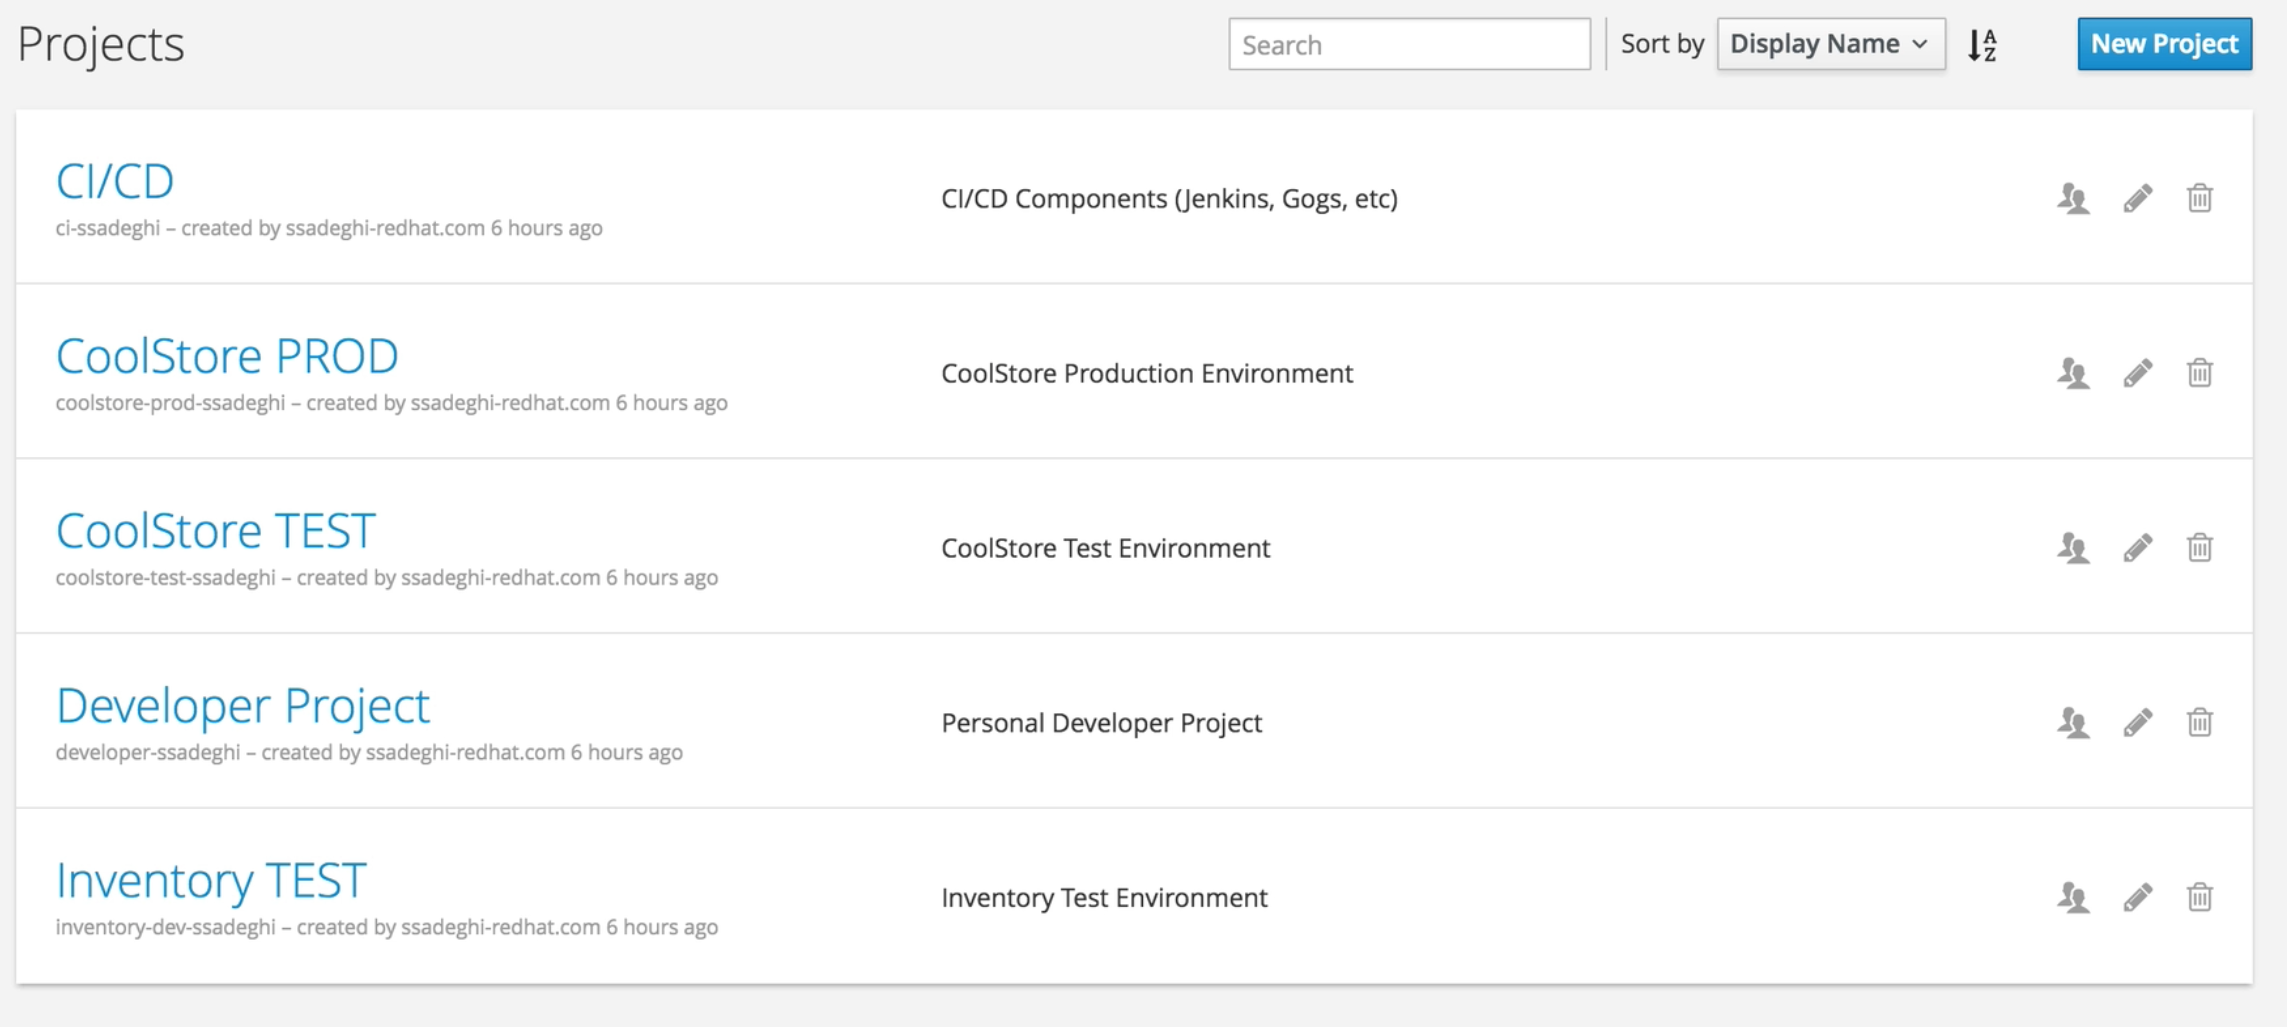 Projects
Search
Sort by
Display Name
A
Z
New Project
CI/CD
ci-ssadeghi – created by ssadeghi-redhat.com 6 hours ago
CI/CD Components (Jenkins, Gogs, etc)
CoolStore PROD
coolstore-prod-ssadeghi – created by ssadeghi-redhat.com 6 hours ago
CoolStore Production Environment
CoolStore TEST
coolstore-test-ssadeghi – created by ssadeghi-redhat.com 6 hours ago
CoolStore Test Environment
Developer Project
developer-ssadeghi – created by ssadeghi-redhat.com 6 hours ago
Personal Developer Project
Inventory TEST
inventory-dev-ssadeghi – created by ssadeghi-redhat.com 6 hours ago
Inventory Test Environment